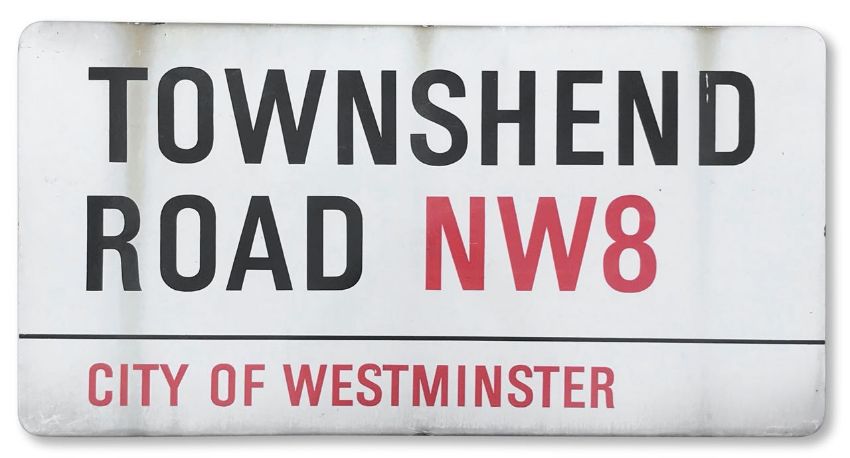 TOWNSHEND
ROAD NW8
CITY OF WESTMINSTER